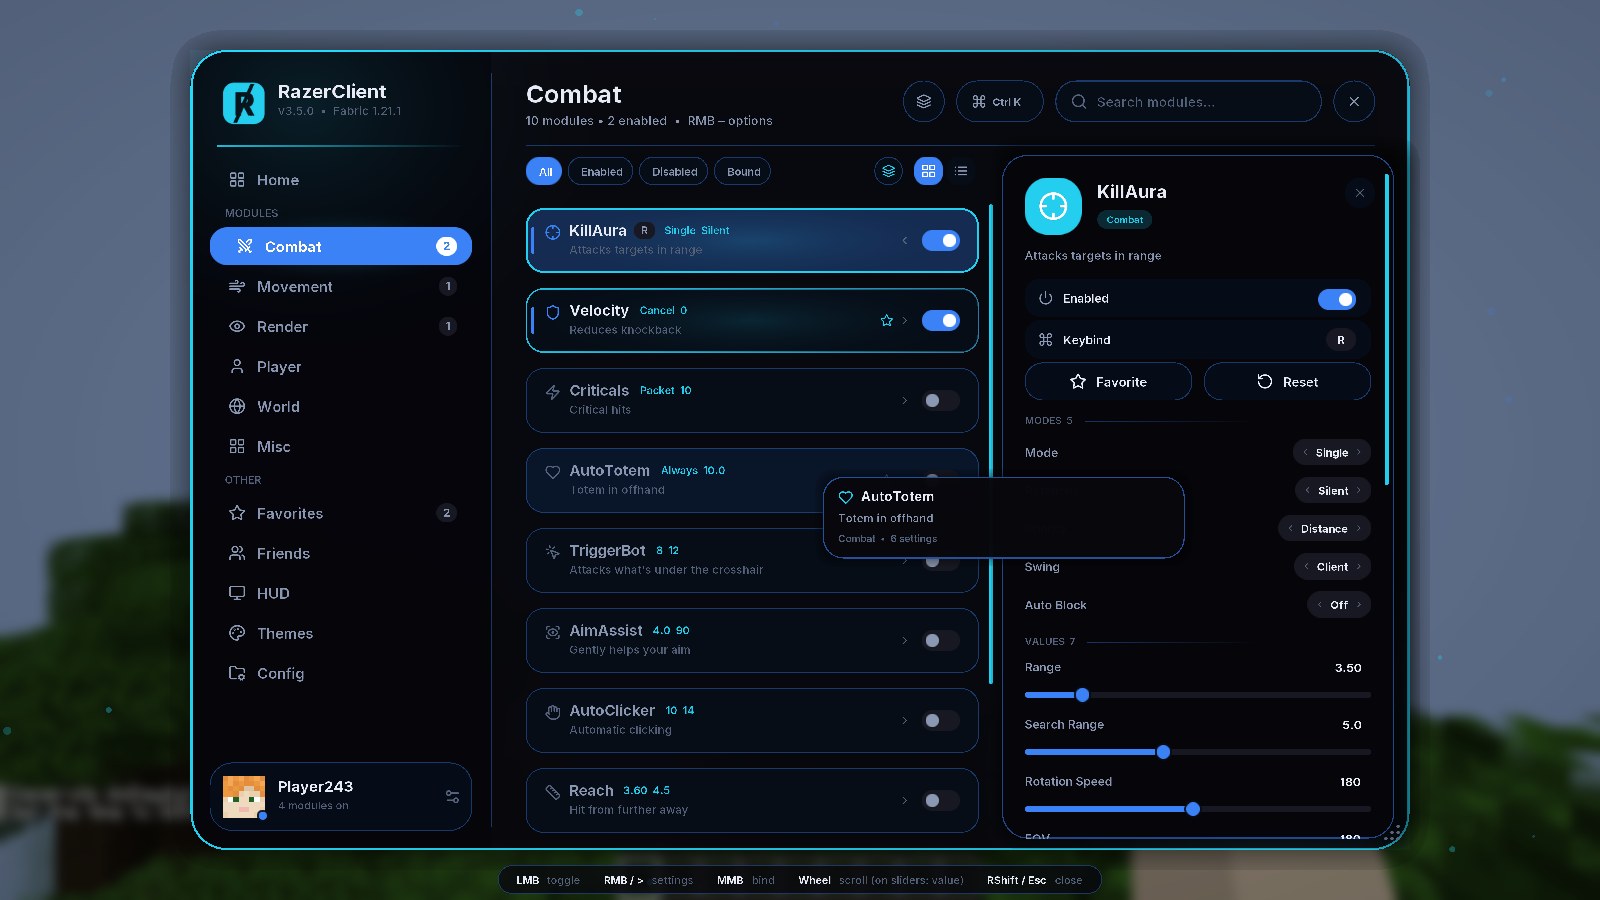 RazerClient
v3.5.0 • Fabric 1.21.1
Home
MODULES
Combat 2
Movement 1
Render 1
Player
World
Misc
OTHER
Favorites 2
Friends
HUD
Themes
Config
Player243
4 modules on
Combat
10 modules • 2 enabled • RMB – options
Ctrl K
Search modules...
All Enabled Disabled Bound
KillAura R Single Silent
Attacks targets in range
Velocity Cancel 0
Reduces knockback
Criticals Packet 10
Critical hits
AutoTotem Always 10.0
Totem in offhand
TriggerBot 8 12
Attacks what's under the crosshair
AimAssist 4.0 90
Gently helps your aim
AutoClicker 10 14
Automatic clicking
Reach 3.60 4.5
Hit from further away
AutoTotem
Totem in offhand
Combat • 6 settings
KillAura
Combat
Attacks targets in range
Enabled
Keybind R
Favorite Reset
MODES 5
Mode Single
Silent
Distance
Swing Client
Auto Block Off
VALUES 7
Range 3.50
Search Range 5.0
Rotation Speed 180
FOV 180
LMB toggle RMB / > settings MMB bind Wheel scroll (on sliders: value) RShift / Esc close